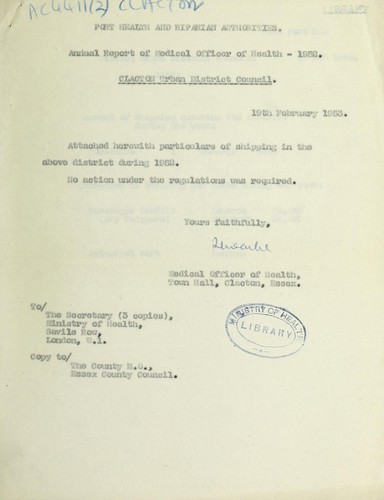 AC4411(2) CLACTON
LIBRARY
PORT HEALTH AND RIPARIAN AUTHORITIES.
Annual Report of Medical Officer of Health - 1952.
CLACTON Urban District Council.
19th February 1953.
Attached herewith particulars of shipping in the
above district during 1952.
No action under the regulations was required.
Yours faithfully,
Medical Officer of Health,
Town Hall, Clacton, Essex.
To/
The Secretary (3 copies),
Ministry of Health,
Savile Row,
London, W.1.
Copy to/
The County M.O.,
Essex County Council.
MINISTRY OF HEALTH
LIBRARY